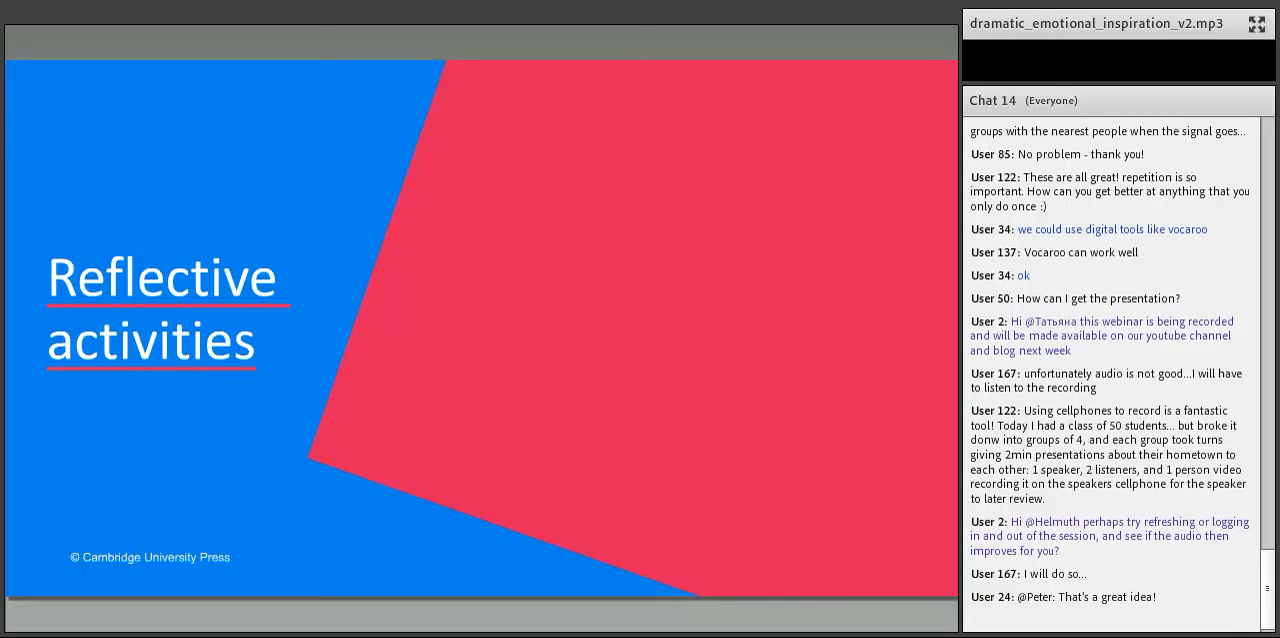 Reflective
activities
© Cambridge University Press
dramatic_emotional_inspiration_v2.mp3
Chat 14 (Everyone)
groups with the nearest people when the signal goes...
User 85: No problem - thank you!
User 122: These are all great! repetition is so
important. How can you get better at anything that you
only do once :)
User 34: we could use digital tools like vocaroo
User 137: Vocaroo can work well
User 34: ok
User 50: How can I get the presentation?
User 2: Hi @Татьяна this webinar is being recorded
and will be made available on our youtube channel
and blog next week
User 167: unfortunately audio is not good...I will have
to listen to the recording
User 122: Using cellphones to record is a fantastic
tool! Today I had a class of 50 students... but broke it
donw into groups of 4, and each group took turns
giving 2min presentations about their hometown to
each other: 1 speaker, 2 listeners, and 1 person video
recording it on the speakers cellphone for the speaker
to later review.
User 2: Hi @Helmuth perhaps try refreshing or logging
in and out of the session, and see if the audio then
improves for you?
User 167: I will do so...
User 24: @Peter: That's a great idea!